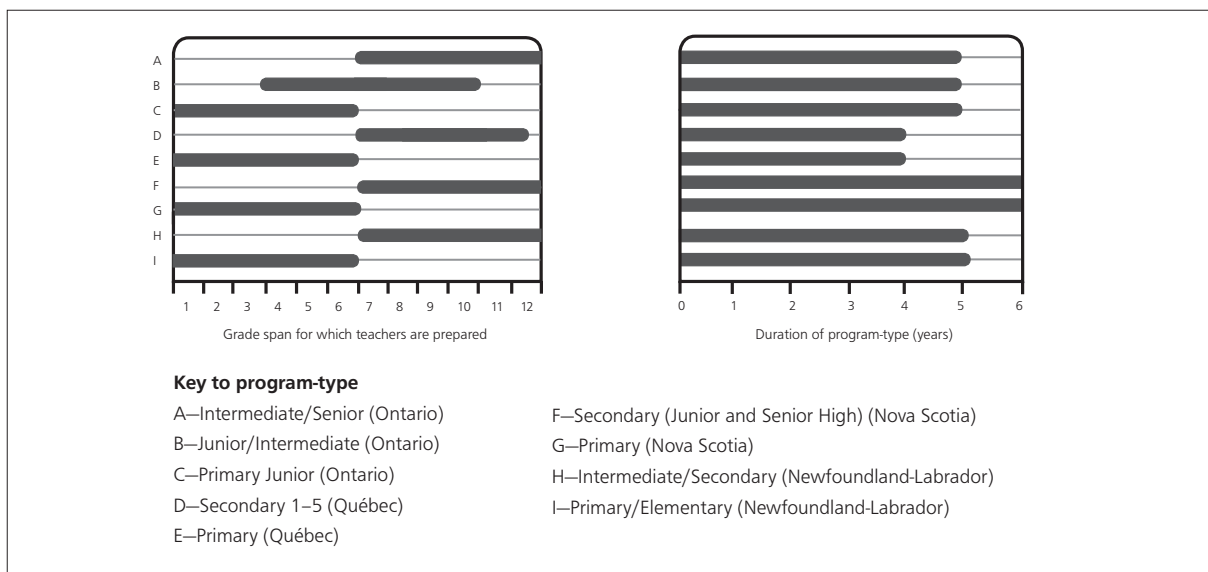 A
B
C
D
E
F
G
H
I
1 2 3 4 5 6 7 8 9 10 11 12
Grade span for which teachers are prepared
0 1 2 3 4 5 6
Duration of program-type (years)
Key to program-type
A—Intermediate/Senior (Ontario)
B—Junior/Intermediate (Ontario)
C—Primary Junior (Ontario)
D—Secondary 1–5 (Québec)
E—Primary (Québec)
F—Secondary (Junior and Senior High) (Nova Scotia)
G—Primary (Nova Scotia)
H—Intermediate/Secondary (Newfoundland-Labrador)
I—Primary/Elementary (Newfoundland-Labrador)